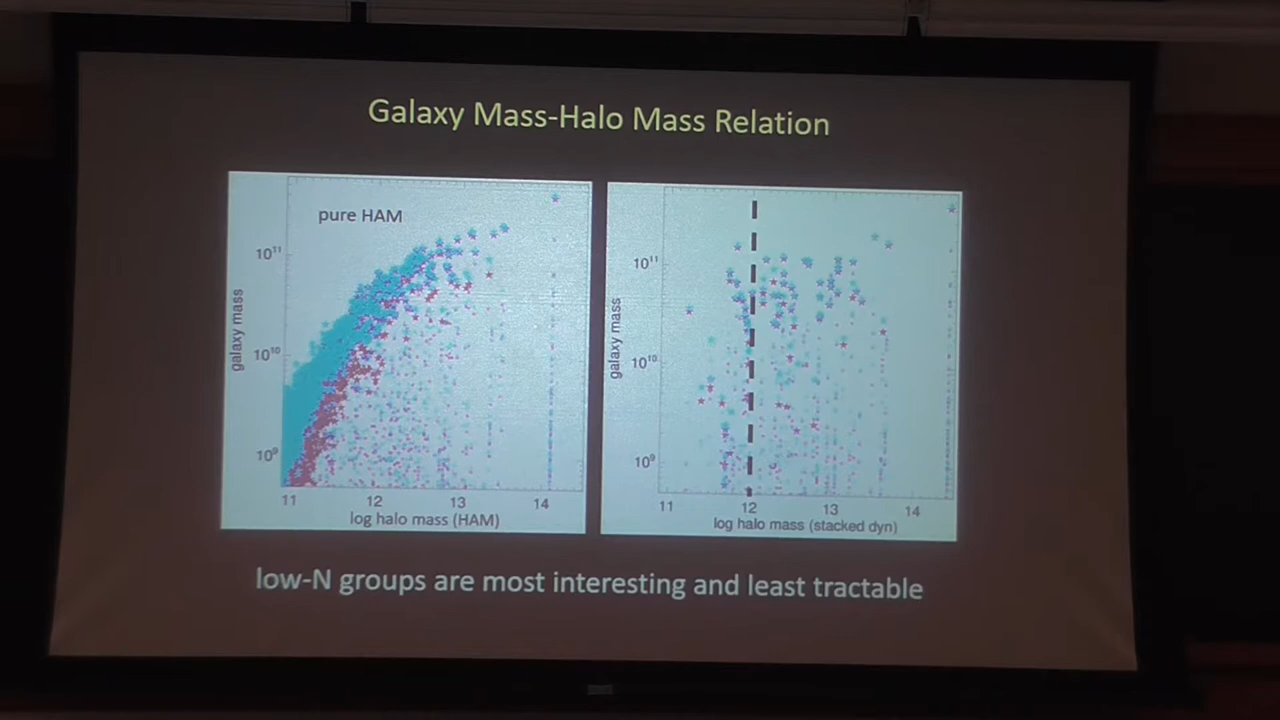 Galaxy Mass-Halo Mass Relation
pure HAM
10¹¹
10¹⁰
10⁹
galaxy mass
11 12 13 14
log halo mass (HAM)
10¹¹
10¹⁰
10⁹
galaxy mass
11 12 13 14
log halo mass (stacked dyn)
low-N groups are most interesting and least tractable